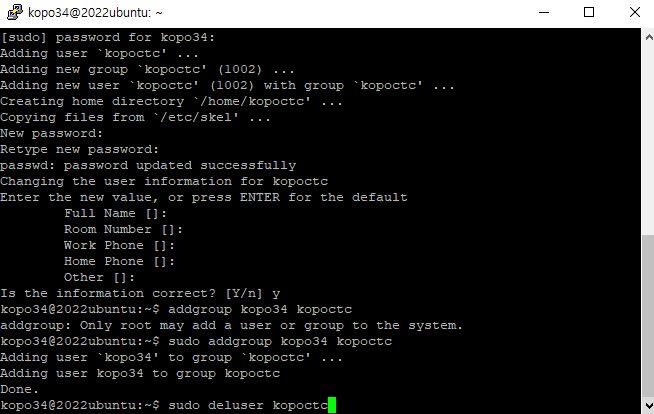 kopo34@2022ubuntu: ~
[sudo] password for kopo34:
Adding user `kopoctc' ...
Adding new group `kopoctc' (1002) ...
Adding new user `kopoctc' (1002) with group `kopoctc' ...
Creating home directory `/home/kopoctc' ...
Copying files from `/etc/skel' ...
New password:
Retype new password:
passwd: password updated successfully
Changing the user information for kopoctc
Enter the new value, or press ENTER for the default
        Full Name []:
        Room Number []:
        Work Phone []:
        Home Phone []:
        Other []:
Is the information correct? [Y/n] y
kopo34@2022ubuntu:~$ addgroup kopo34 kopoctc
addgroup: Only root may add a user or group to the system.
kopo34@2022ubuntu:~$ sudo addgroup kopo34 kopoctc
Adding user `kopo34' to group `kopoctc' ...
Adding user kopo34 to group kopoctc
Done.
kopo34@2022ubuntu:~$ sudo deluser kopoctc